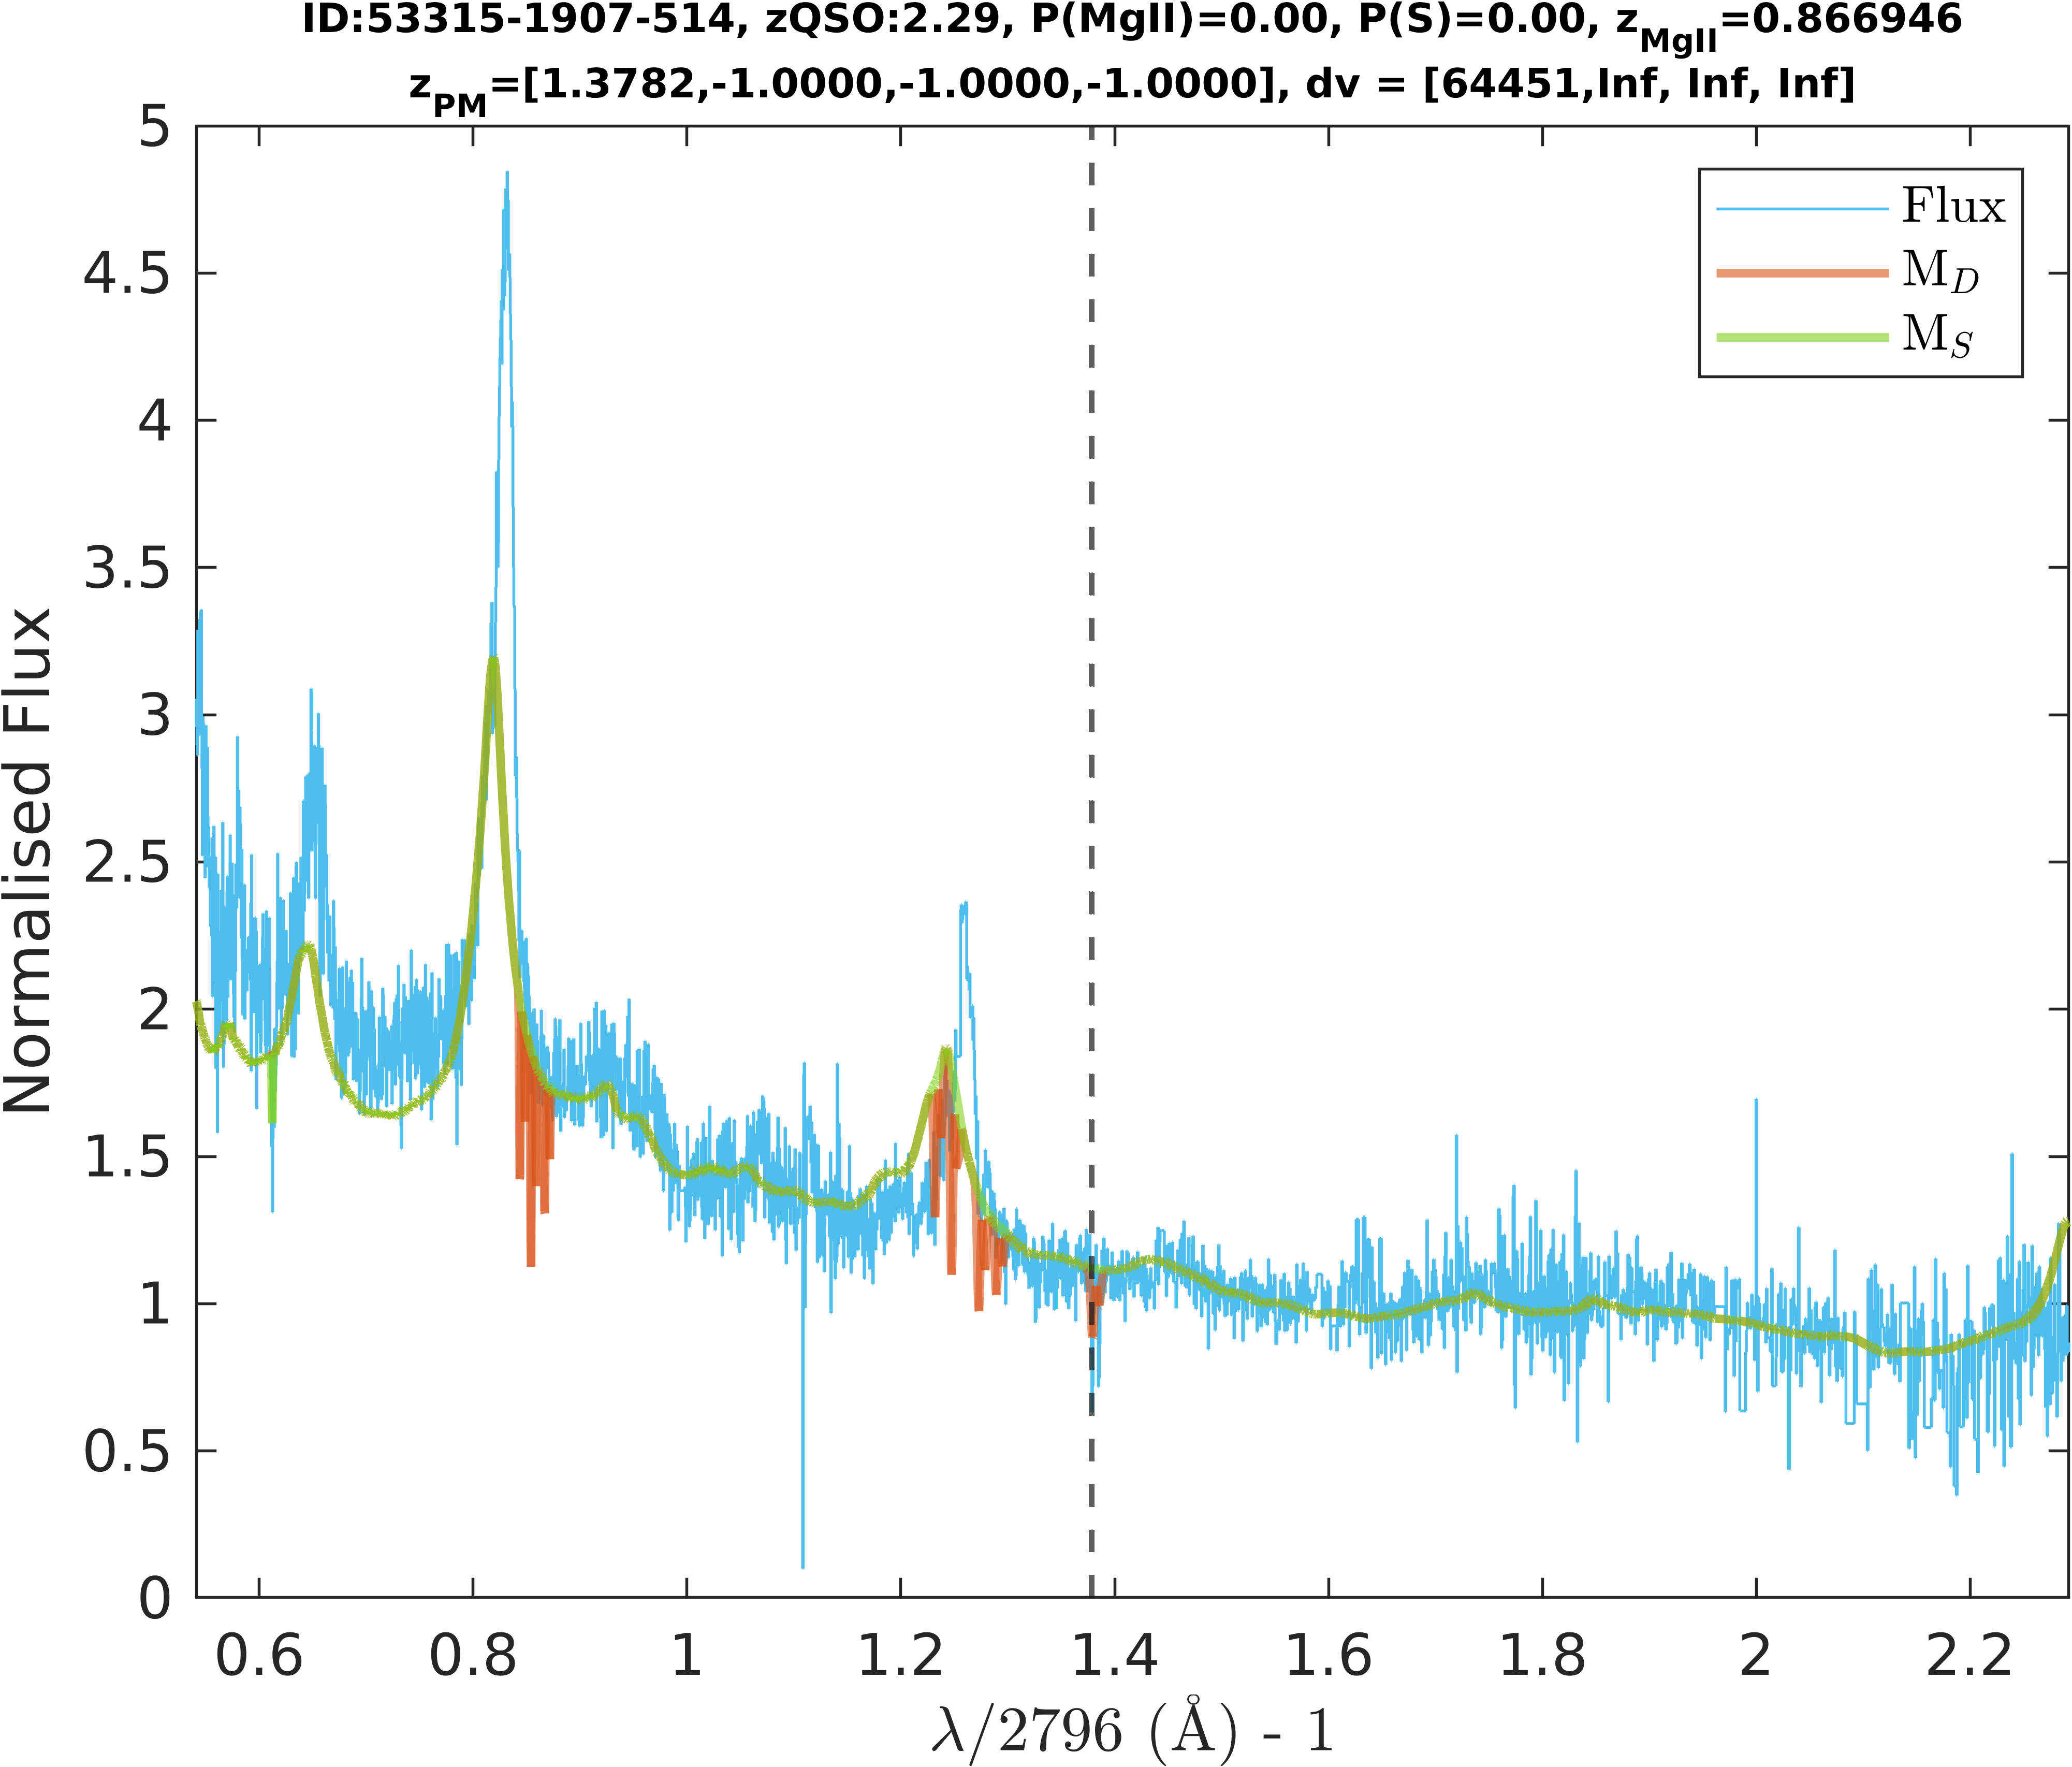 ID:53315-1907-514, zQSO:2.29, P(MgII)=0.00, P(S)=0.00, zMgII=0.866946
zPM=[1.3782,-1.0000,-1.0000,-1.0000], dv = [64451,Inf, Inf, Inf]
5
4.5
4
3.5
3
2.5
2
1.5
1
0.5
0
Normalised Flux
Flux
MD
MS
0.6 0.8 1 1.2 1.4 1.6 1.8 2 2.2
λ/2796 (Å) - 1